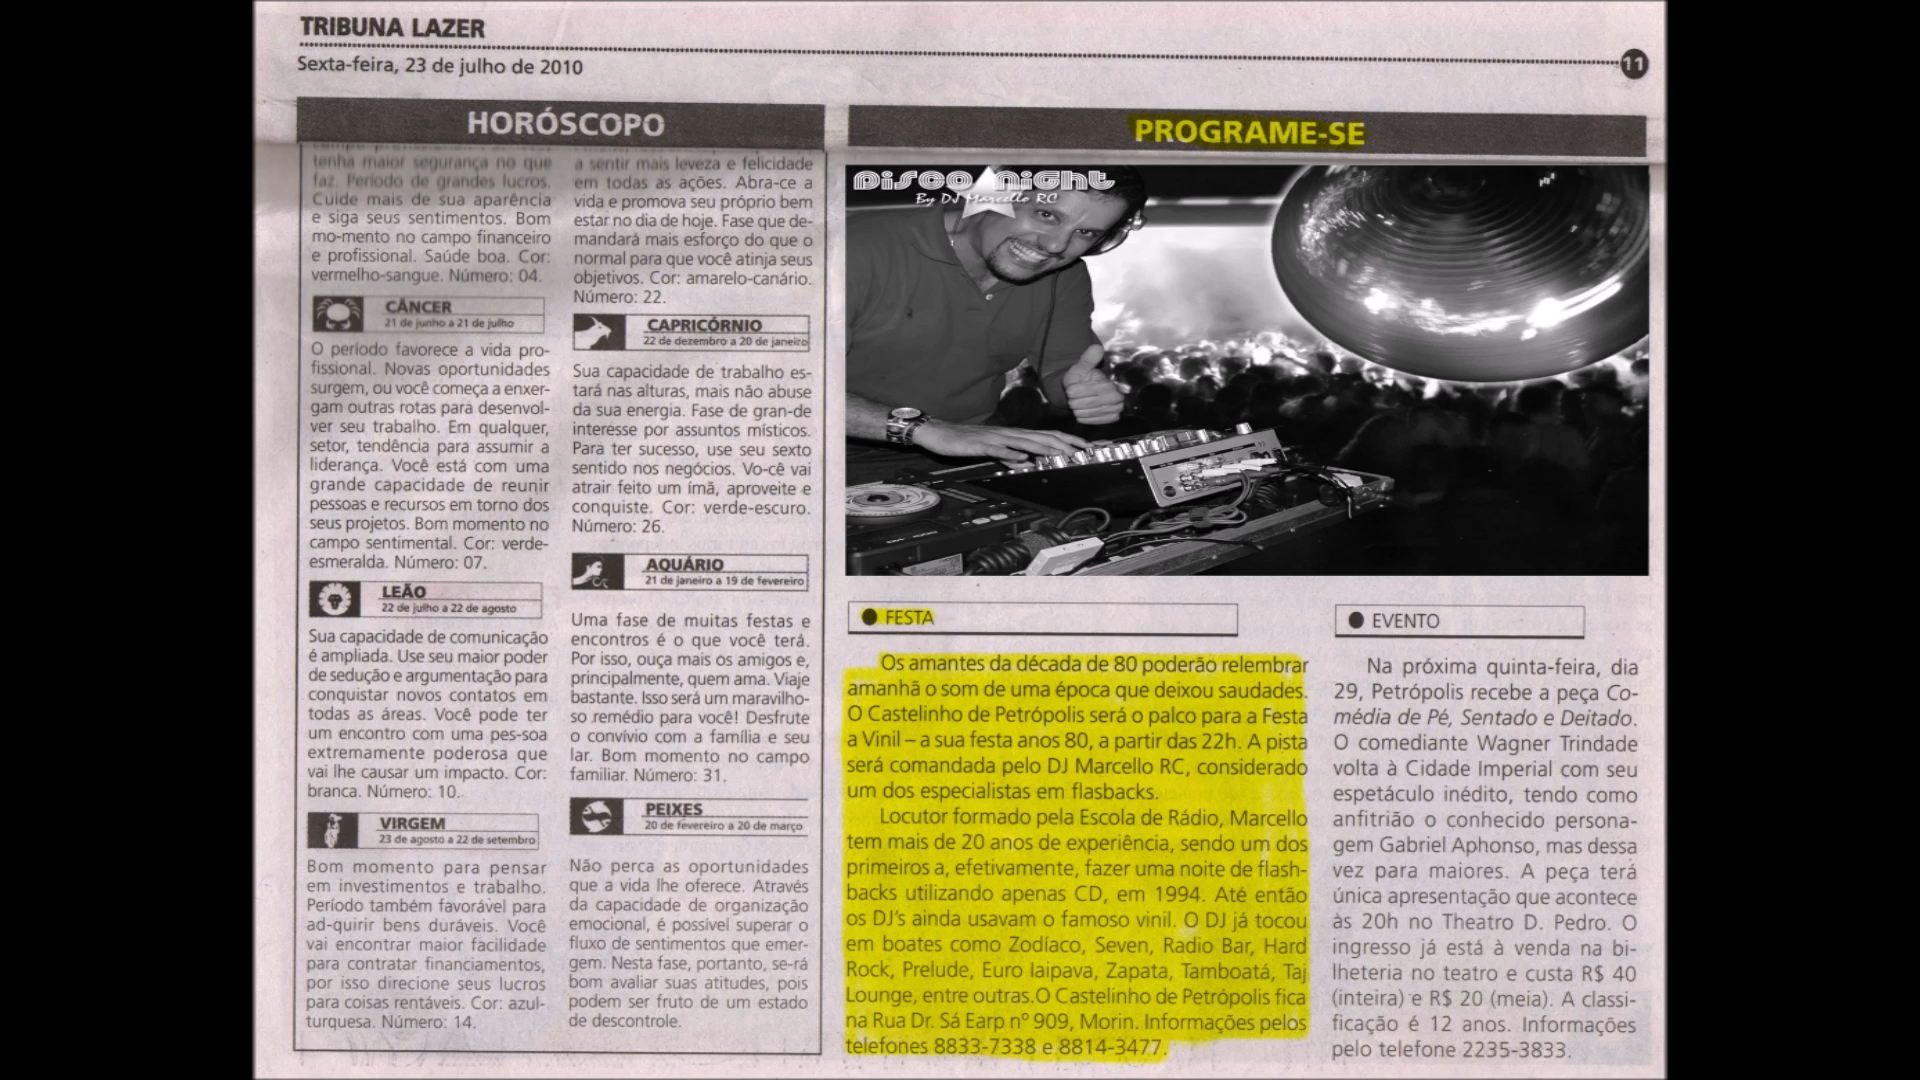 TRIBUNA LAZER
Sexta-feira, 23 de julho de 2010
11
HORÓSCOPO
tenha maior segurança no que
faz. Período de grandes lucros.
Cuide mais de sua aparência
e siga seus sentimentos. Bom
mo-mento no campo financeiro
e profissional. Saúde boa. Cor:
vermelho-sangue. Número: 04.
CÂNCER
21 de junho a 21 de julho
O período favorece a vida pro-
fissional. Novas oportunidades
surgem, ou você começa a enxer-
gam outras rotas para desenvol-
ver seu trabalho. Em qualquer,
setor, tendência para assumir a
liderança. Você está com uma
grande capacidade de reunir
pessoas e recursos em torno dos
seus projetos. Bom momento no
campo sentimental. Cor: verde-
esmeralda. Número: 07.
LEÃO
22 de julho a 22 de agosto
Sua capacidade de comunicação
é ampliada. Use seu maior poder
de sedução e argumentação para
conquistar novos contatos em
todas as áreas. Você pode ter
um encontro com uma pes-soa
extremamente poderosa que
vai lhe causar um impacto. Cor:
branca. Número: 10.
VIRGEM
23 de agosto a 22 de setembro
Bom momento para pensar
em investimentos e trabalho.
Período também favorável para
ad-quirir bens duráveis. Você
vai encontrar maior facilidade
para contratar financiamentos,
por isso direcione seus lucros
para coisas rentáveis. Cor: azul-
turquesa. Número: 14.
a sentir mais leveza e felicidade
em todas as ações. Abra-ce a
vida e promova seu próprio bem
estar no dia de hoje. Fase que de-
mandará mais esforço do que o
normal para que você atinja seus
objetivos. Cor: amarelo-canário.
Número: 22.
CAPRICÓRNIO
22 de dezembro a 20 de janeiro
Sua capacidade de trabalho es-
tará nas alturas, mais não abuse
da sua energia. Fase de gran-de
interesse por assuntos místicos.
Para ter sucesso, use seu sexto
sentido nos negócios. Vo-cê vai
atrair feito um ímã, aproveite e
conquiste. Cor: verde-escuro.
Número: 26.
AQUÁRIO
21 de janeiro a 19 de fevereiro
Uma fase de muitas festas e
encontros é o que você terá.
Por isso, ouça mais os amigos e,
principalmente, quem ama. Viaje
bastante. Isso será um maravilho-
so remédio para você! Desfrute
o convívio com a família e seu
lar. Bom momento no campo
familiar. Número: 31.
PEIXES
20 de fevereiro a 20 de março
Não perca as oportunidades
que a vida lhe oferece. Através
da capacidade de organização
emocional, é possível superar o
fluxo de sentimentos que emer-
gem. Nesta fase, portanto, se-rá
bom avaliar suas atitudes, pois
podem ser fruto de um estado
de descontrole.
PROGRAME-SE
Disco Night
By DJ Marcello RC
FESTA
Os amantes da década de 80 poderão relembrar
amanhã o som de uma época que deixou saudades.
O Castelinho de Petrópolis será o palco para a Festa
a Vinil – a sua festa anos 80, a partir das 22h. A pista
será comandada pelo DJ Marcello RC, considerado
um dos especialistas em flasbacks.
Locutor formado pela Escola de Rádio, Marcello
tem mais de 20 anos de experiência, sendo um dos
primeiros a, efetivamente, fazer uma noite de flash-
backs utilizando apenas CD, em 1994. Até então
os DJ's ainda usavam o famoso vinil. O DJ já tocou
em boates como Zodíaco, Seven, Radio Bar, Hard
Rock, Prelude, Euro Iaipava, Zapata, Tamboatá, Taj
Lounge, entre outras.O Castelinho de Petrópolis fica
na Rua Dr. Sá Earp nº 909, Morin. Informações pelos
telefones 8833-7338 e 8814-3477.
EVENTO
Na próxima quinta-feira, dia
29, Petrópolis recebe a peça Co-
média de Pé, Sentado e Deitado.
O comediante Wagner Trindade
volta à Cidade Imperial com seu
espetáculo inédito, tendo como
anfitrião o conhecido persona-
gem Gabriel Aphonso, mas dessa
vez para maiores. A peça terá
única apresentação que acontece
às 20h no Theatro D. Pedro. O
ingresso já está à venda na bi-
lheteria no teatro e custa R$ 40
(inteira) e R$ 20 (meia). A classi-
ficação é 12 anos. Informações
pelo telefone 2235-3833.